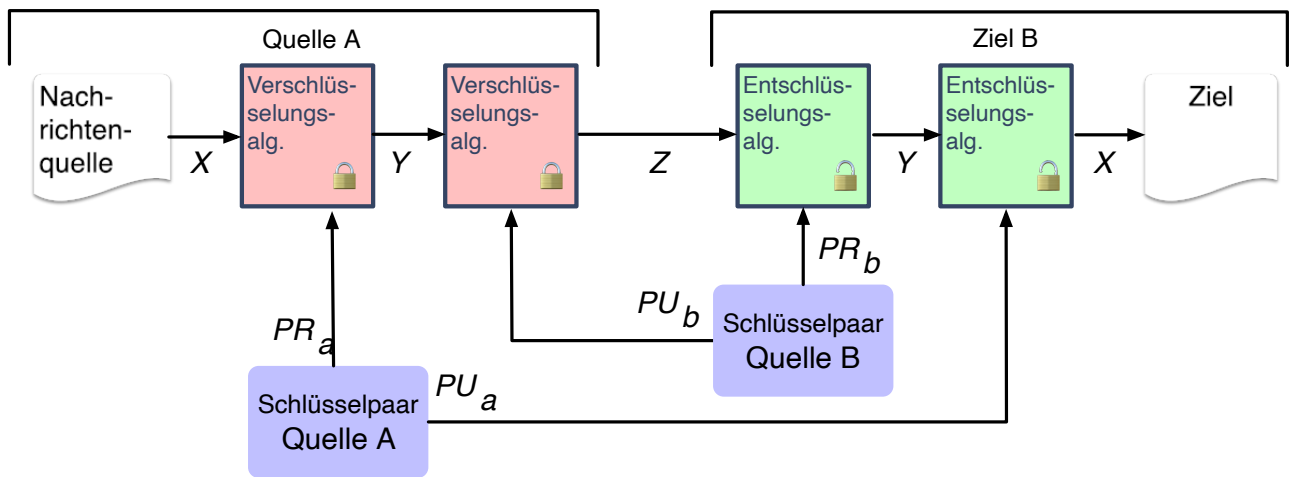 Quelle A
Ziel B
Nach-
richten-
quelle
X
Verschlüs-
selungs-
alg.
Y
Verschlüs-
selungs-
alg.
Z
Entschlüs-
selungs-
alg.
Y
Entschlüs-
selungs-
alg.
X
Ziel
PR a
PU b
PR b
Schlüsselpaar
Quelle B
PU a
Schlüsselpaar
Quelle A